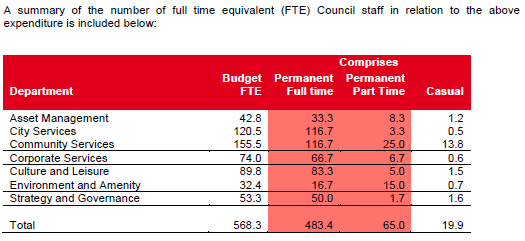 A summary of the number of full time equivalent (FTE) Council staff in relation to the above
expenditure is included below:
Comprises
Budget Permanent Permanent
Department FTE Full time Part Time Casual
Asset Management 42.8 33.3 8.3 1.2
City Services 120.5 116.7 3.3 0.5
Community Services 155.5 116.7 25.0 13.8
Corporate Services 74.0 66.7 6.7 0.6
Culture and Leisure 89.8 83.3 5.0 1.5
Environment and Amenity 32.4 16.7 15.0 0.7
Strategy and Governance 53.3 50.0 1.7 1.6
Total 568.3 483.4 65.0 19.9